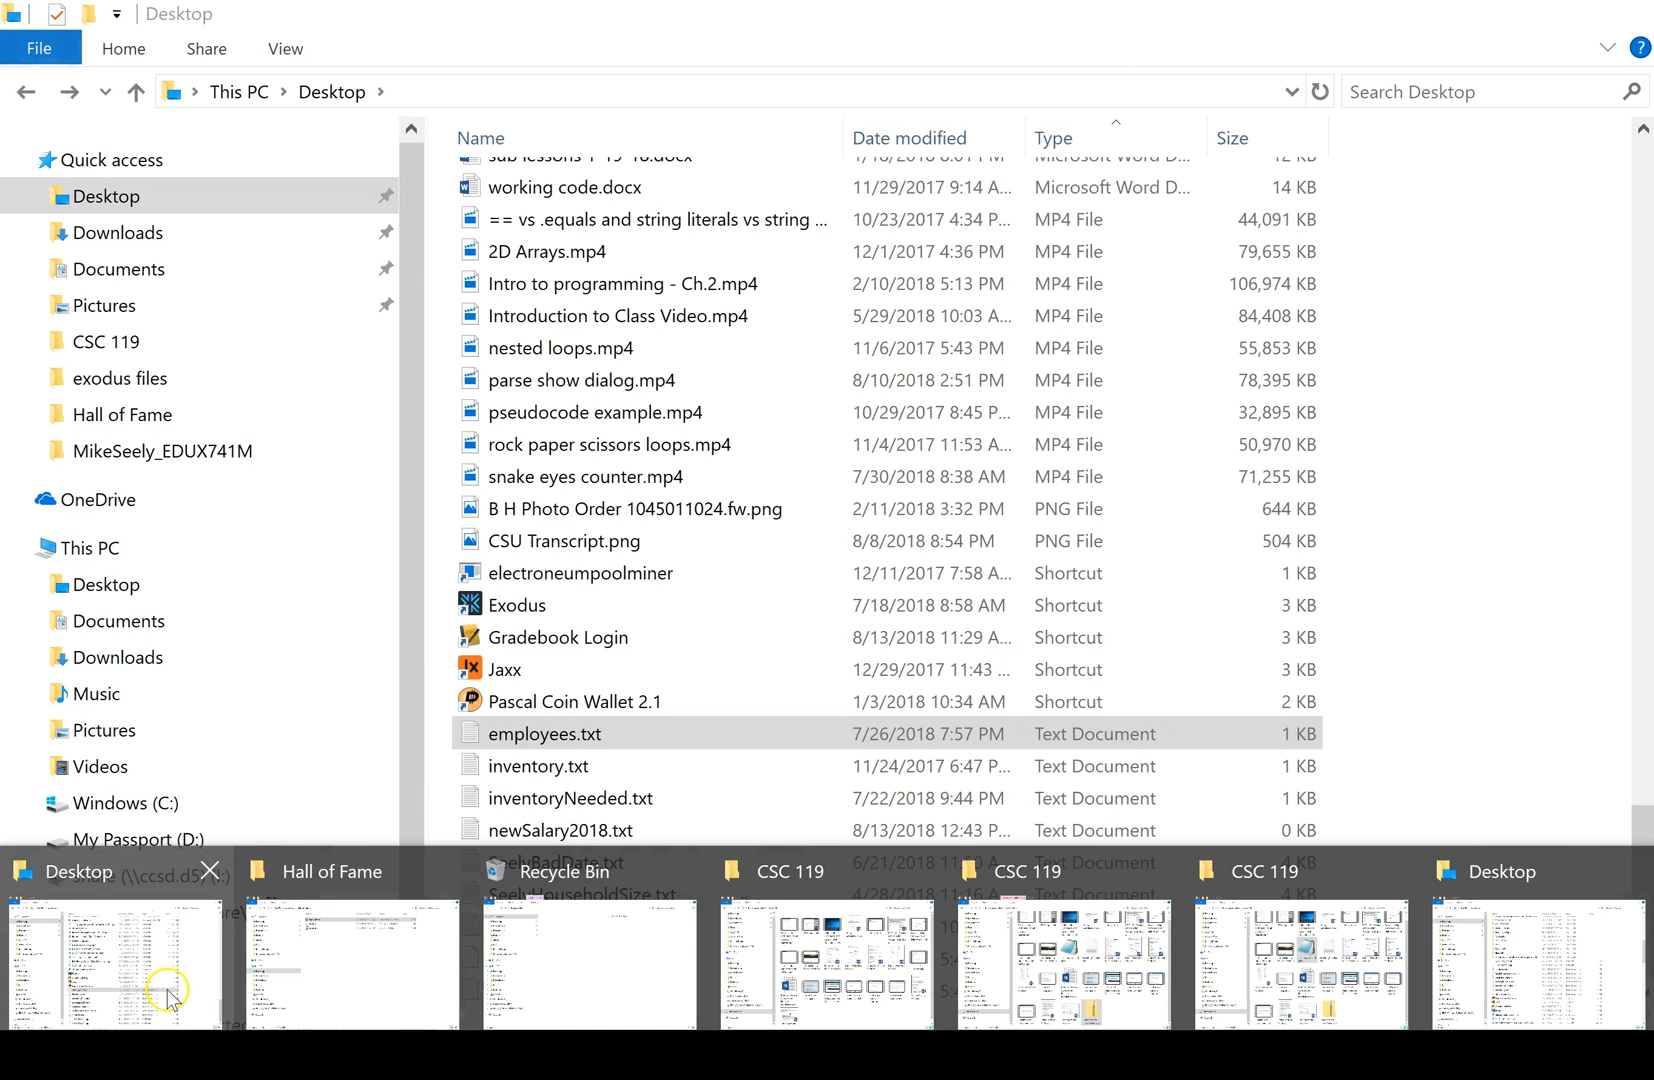 Desktop
File Home Share View
This PC > Desktop >
Search Desktop
Name Date modified Type Size
Quick access
Desktop
Downloads
Documents
Pictures
CSC 119
exodus files
Hall of Fame
MikeSeely_EDUX741M
OneDrive
This PC
Desktop
Documents
Downloads
Music
Pictures
Videos
Windows (C:)
My Passport (D:)
sub lessons 1-19-18.docx Microsoft Word D... 12 KB
working code.docx 11/29/2017 9:14 A... Microsoft Word D... 14 KB
== vs .equals and string literals vs string ... 10/23/2017 4:34 P... MP4 File 44,091 KB
2D Arrays.mp4 12/1/2017 4:36 PM MP4 File 79,655 KB
Intro to programming - Ch.2.mp4 2/10/2018 5:13 PM MP4 File 106,974 KB
Introduction to Class Video.mp4 5/29/2018 10:03 A... MP4 File 84,408 KB
nested loops.mp4 11/6/2017 5:43 PM MP4 File 55,853 KB
parse show dialog.mp4 8/10/2018 2:51 PM MP4 File 78,395 KB
pseudocode example.mp4 10/29/2017 8:45 P... MP4 File 32,895 KB
rock paper scissors loops.mp4 11/4/2017 11:53 A... MP4 File 50,970 KB
snake eyes counter.mp4 7/30/2018 8:38 AM MP4 File 71,255 KB
B H Photo Order 1045011024.fw.png 2/11/2018 3:32 PM PNG File 644 KB
CSU Transcript.png 8/8/2018 8:54 PM PNG File 504 KB
electroneumpoolminer 12/11/2017 7:58 A... Shortcut 1 KB
Exodus 7/18/2018 8:58 AM Shortcut 3 KB
Gradebook Login 8/13/2018 11:29 A... Shortcut 3 KB
Jaxx 12/29/2017 11:43 ... Shortcut 3 KB
Pascal Coin Wallet 2.1 1/3/2018 10:34 AM Shortcut 2 KB
employees.txt 7/26/2018 7:57 PM Text Document 1 KB
inventory.txt 11/24/2017 6:47 P... Text Document 1 KB
inventoryNeeded.txt 7/22/2018 9:44 PM Text Document 1 KB
newSalary2018.txt 8/13/2018 12:43 P... Text Document 0 KB
SeelyBadDate.txt 6/21/2018 Text Document
SeelyHouseholdSize.txt 4/28/2018 11:16 A... Text Document
Desktop Hall of Fame Recycle Bin CSC 119 CSC 119 CSC 119 Desktop